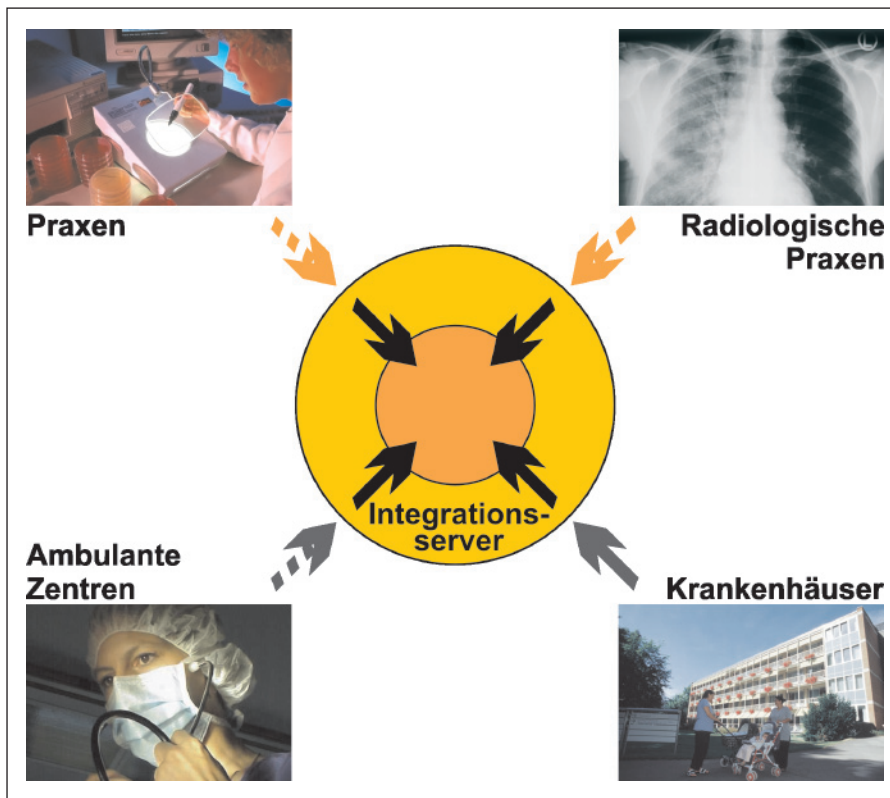 Praxen
Radiologische
Praxen
Integrations-
server
Ambulante
Zentren
Krankenhäuser
L